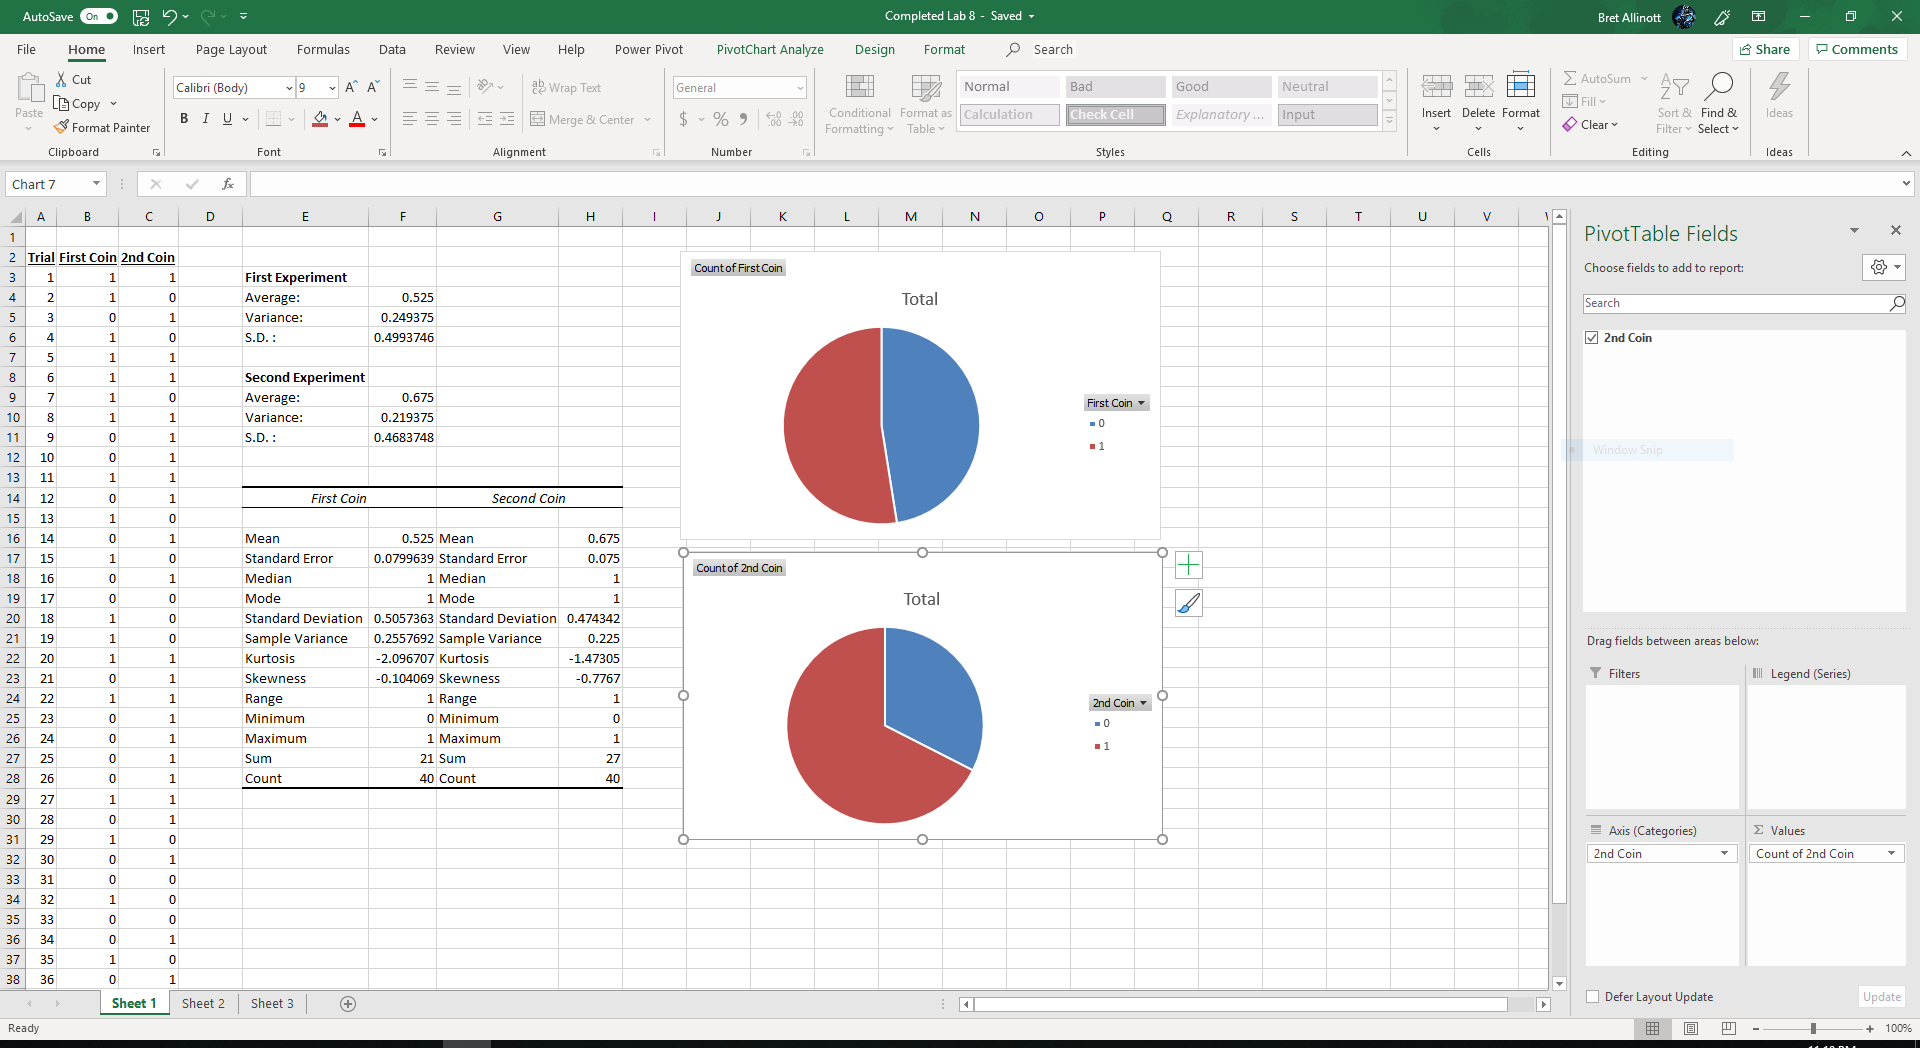 AutoSave On
Completed Lab 8 - Saved
Bret Allinott
File Home Insert Page Layout Formulas Data Review View Help Power Pivot PivotChart Analyze Design Format Search Share Comments
Paste
Cut
Copy
Format Painter
Clipboard
Calibri (Body) 9 A A
B I U A
Font
Wrap Text
Merge & Center
Alignment
General
$ % 9
Number
Conditional Formatting
Format as Table
Normal Bad Good Neutral
Calculation Check Cell Explanatory ... Input
Styles
Insert Delete Format
Cells
AutoSum
Fill
Clear
Sort & Filter
Find & Select
Editing
Ideas
Ideas
Chart 7 fx
A B C D E F G H I J K L M N O P Q R S T U V
1
2 Trial First Coin 2nd Coin
3 1 1 1 First Experiment
4 2 1 0 Average: 0.525
5 3 0 1 Variance: 0.249375
6 4 1 0 S.D. : 0.4993746
7 5 1 1
8 6 1 1 Second Experiment
9 7 1 0 Average: 0.675
10 8 1 1 Variance: 0.219375
11 9 0 1 S.D. : 0.4683748
12 10 0 1
13 11 1 1
14 12 0 1 First Coin Second Coin
15 13 1 0
16 14 0 1 Mean 0.525 Mean 0.675
17 15 1 0 Standard Error 0.0799639 Standard Error 0.075
18 16 0 1 Median 1 Median 1
19 17 0 0 Mode 1 Mode 1
20 18 1 0 Standard Deviation 0.5057363 Standard Deviation 0.474342
21 19 1 0 Sample Variance 0.2557692 Sample Variance 0.225
22 20 1 1 Kurtosis -2.096707 Kurtosis -1.47305
23 21 0 1 Skewness -0.104069 Skewness -0.7767
24 22 1 1 Range 1 Range 1
25 23 0 1 Minimum 0 Minimum 0
26 24 0 1 Maximum 1 Maximum 1
27 25 0 1 Sum 21 Sum 27
28 26 0 1 Count 40 Count 40
29 27 1 1
30 28 0 1
31 29 1 0
32 30 0 1
33 31 0 0
34 32 1 0
35 33 0 0
36 34 0 1
37 35 1 0
38 36 0 1
Count of First Coin
Total
First Coin
0
1
Count of 2nd Coin
Total
2nd Coin
0
1
PivotTable Fields
Choose fields to add to report:
Search
2nd Coin
Window Snip
Drag fields between areas below:
Filters Legend (Series)
Axis (Categories) Values
2nd Coin Count of 2nd Coin
Defer Layout Update Update
Sheet 1 Sheet 2 Sheet 3
Ready 100%